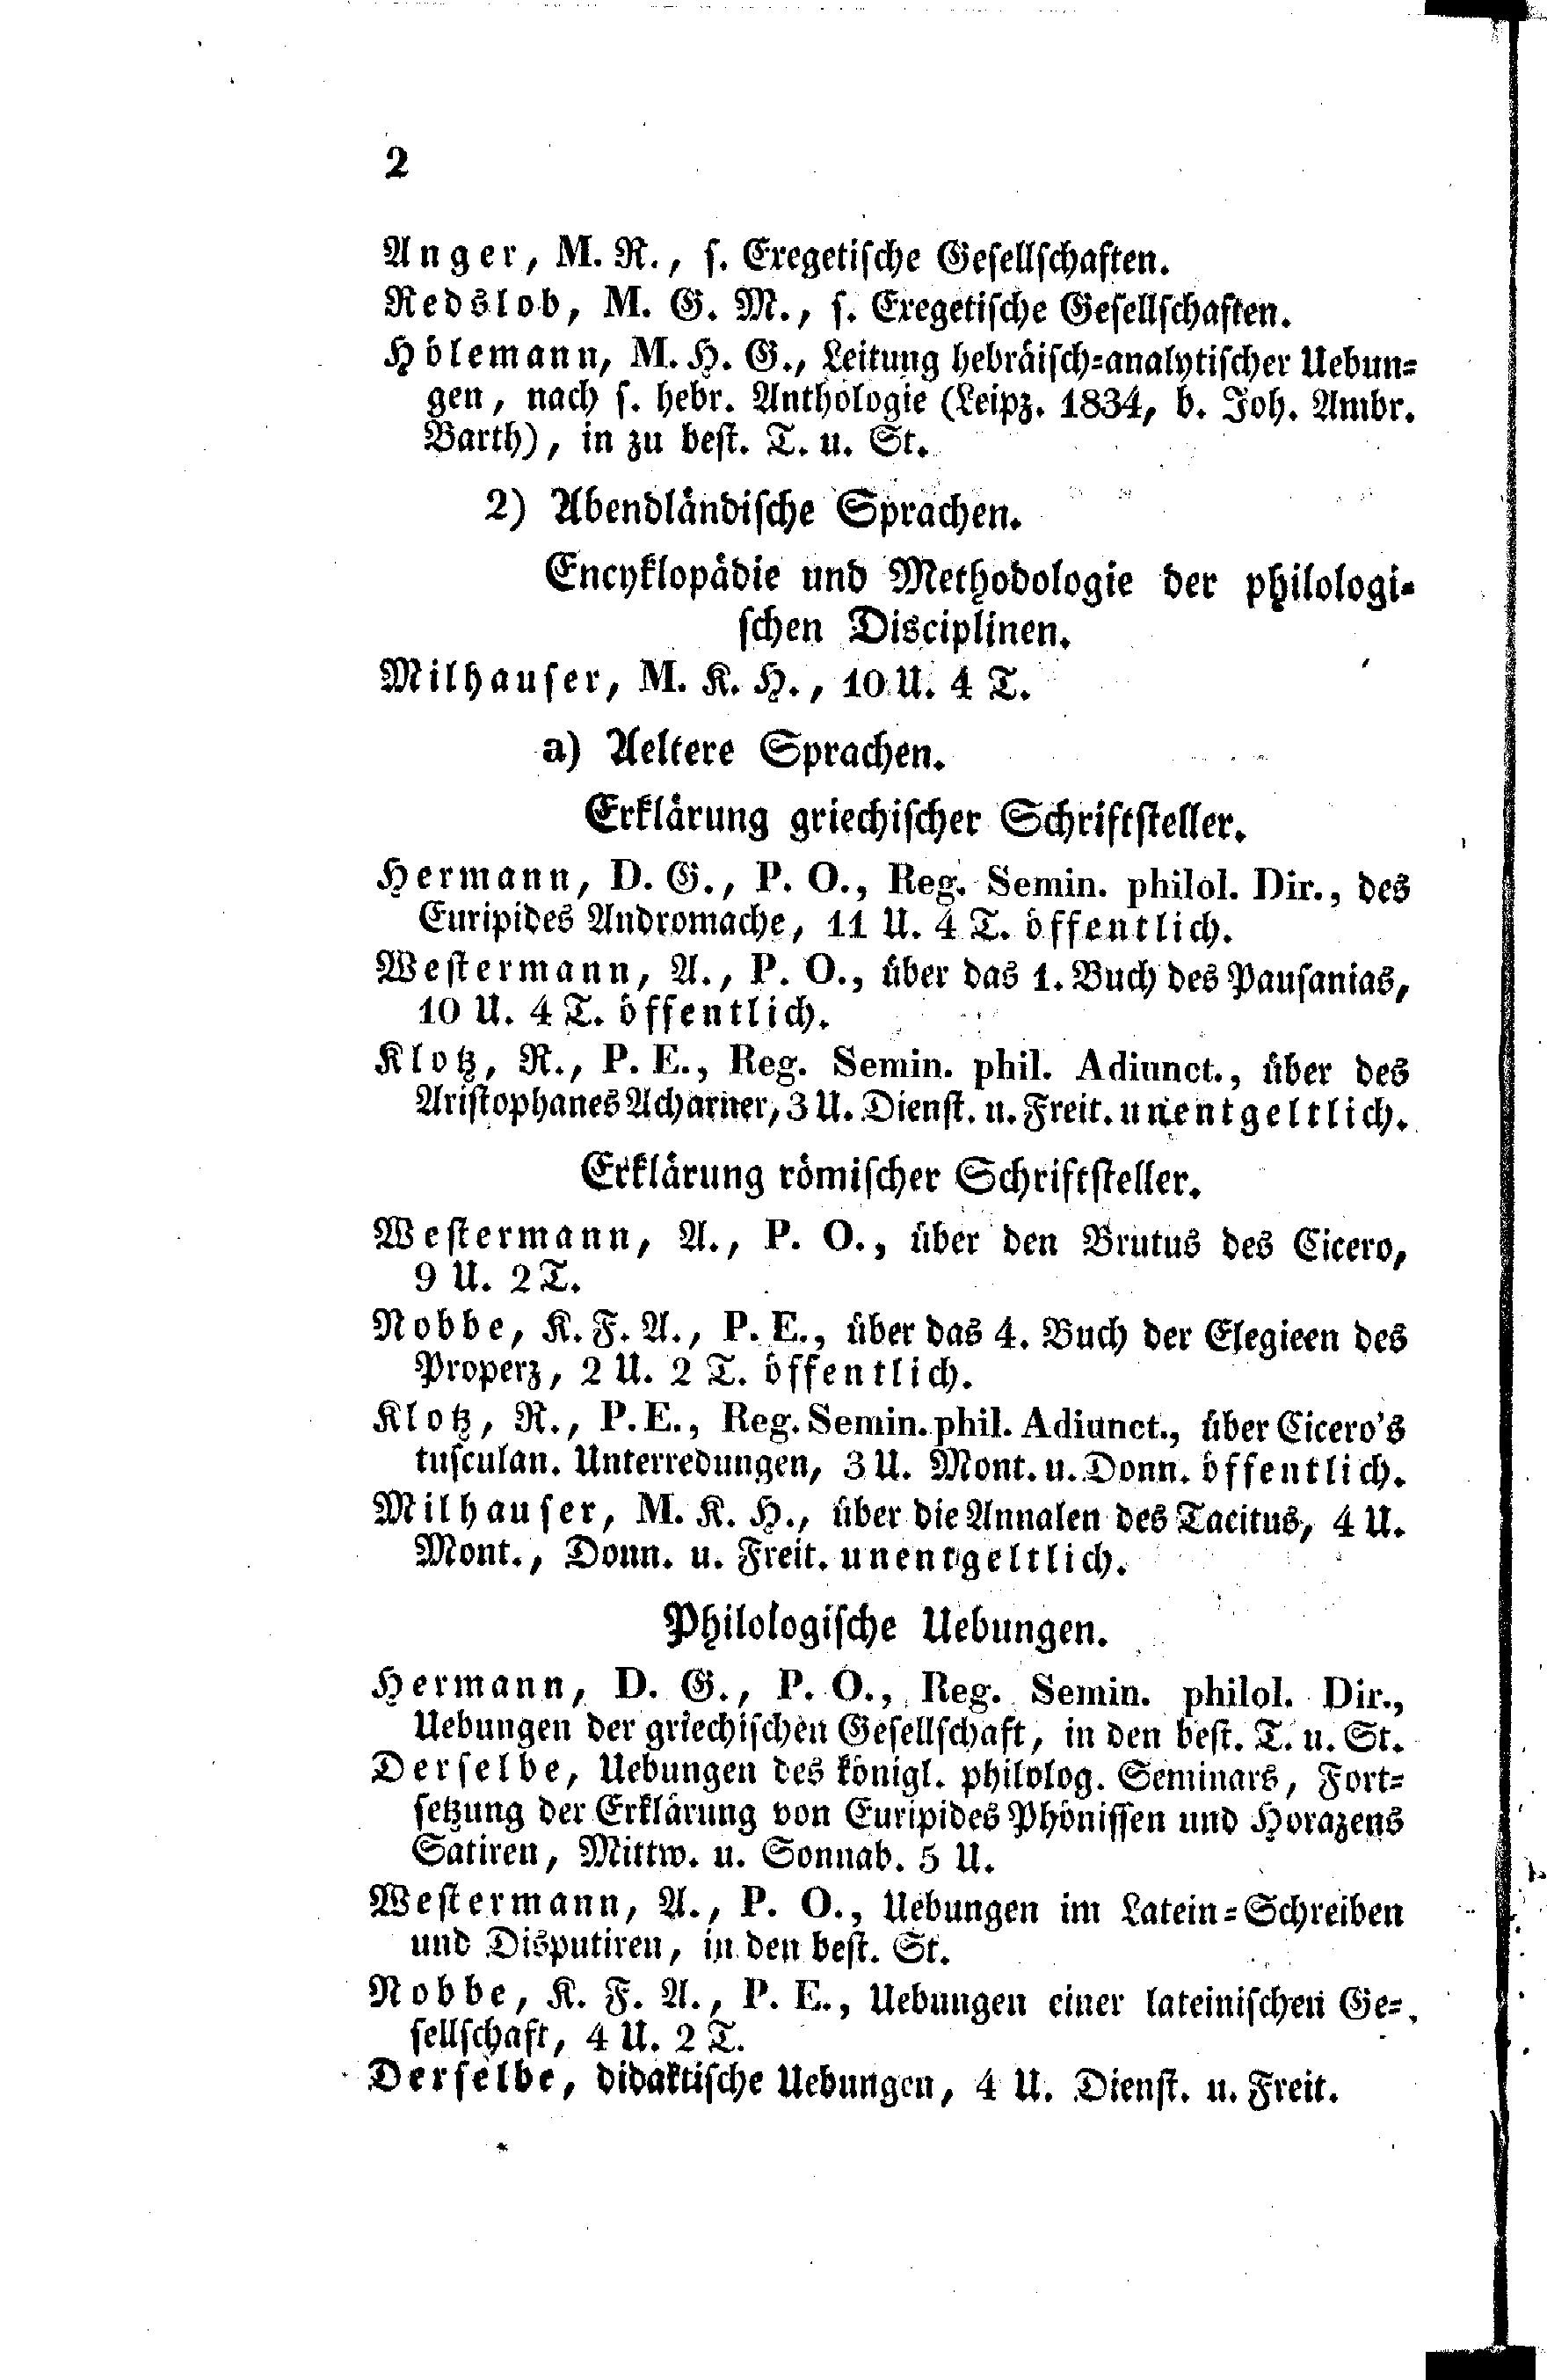 2
Anger, M. R., s. Exegetische Gesellschaften.
Redslob, M. G. M., s. Exegetische Gesellschaften.
Hölemann, M. H. G., Leitung hebräisch-analytischer Uebun-
gen, nach s. hebr. Anthologie (Leipz. 1834, b. Joh. Ambr.
Barth), in zu best. T. u. St.
2) Abendländische Sprachen.
Encyklopädie und Methodologie der philologi-
schen Disciplinen.
Milhauser, M. K. H., 10 U. 4 T.
a) Aeltere Sprachen.
Erklärung griechischer Schriftsteller.
Hermann, D. G., P. O., Reg. Semin. philol. Dir., des
Euripides Andromache, 11 U. 4 T. öffentlich.
Westermann, A., P. O., über das 1. Buch des Pausanias,
10 U. 4 T. öffentlich.
Klotz, R., P. E., Reg. Semin. phil. Adiunct., über des
Aristophanes Acharner, 3 U. Dienst. u. Freit. unentgeltlich.
Erklärung römischer Schriftsteller.
Westermann, A., P. O., über den Brutus des Cicero,
9 U. 2 T.
Nobbe, K. F. A., P. E., über das 4. Buch der Elegieen des
Properz, 2 U. 2 T. öffentlich.
Klotz, R., P. E., Reg. Semin. phil. Adiunct., über Cicero's
tusculan. Unterredungen, 3 U. Mont. u. Donn. öffentlich.
Milhauser, M. K. H., über die Annalen des Tacitus, 4 U.
Mont., Donn. u. Freit. unentgeltlich.
Philologische Uebungen.
Hermann, D. G., P. O., Reg. Semin. philol. Dir.,
Uebungen der griechischen Gesellschaft, in den best. T. u. St.
Derselbe, Uebungen des königl. philolog. Seminars, Fort-
setzung der Erklärung von Euripides Phönissen und Horazens
Satiren, Mittw. u. Sonnab. 5 U.
Westermann, A., P. O., Uebungen im Latein-Schreiben
und Disputiren, in den best. St.
Nobbe, K. F. A., P. E., Uebungen einer lateinischen Ge-
sellschaft, 4 U. 2 T.
Derselbe, didaktische Uebungen, 4 U. Dienst. u. Freit.